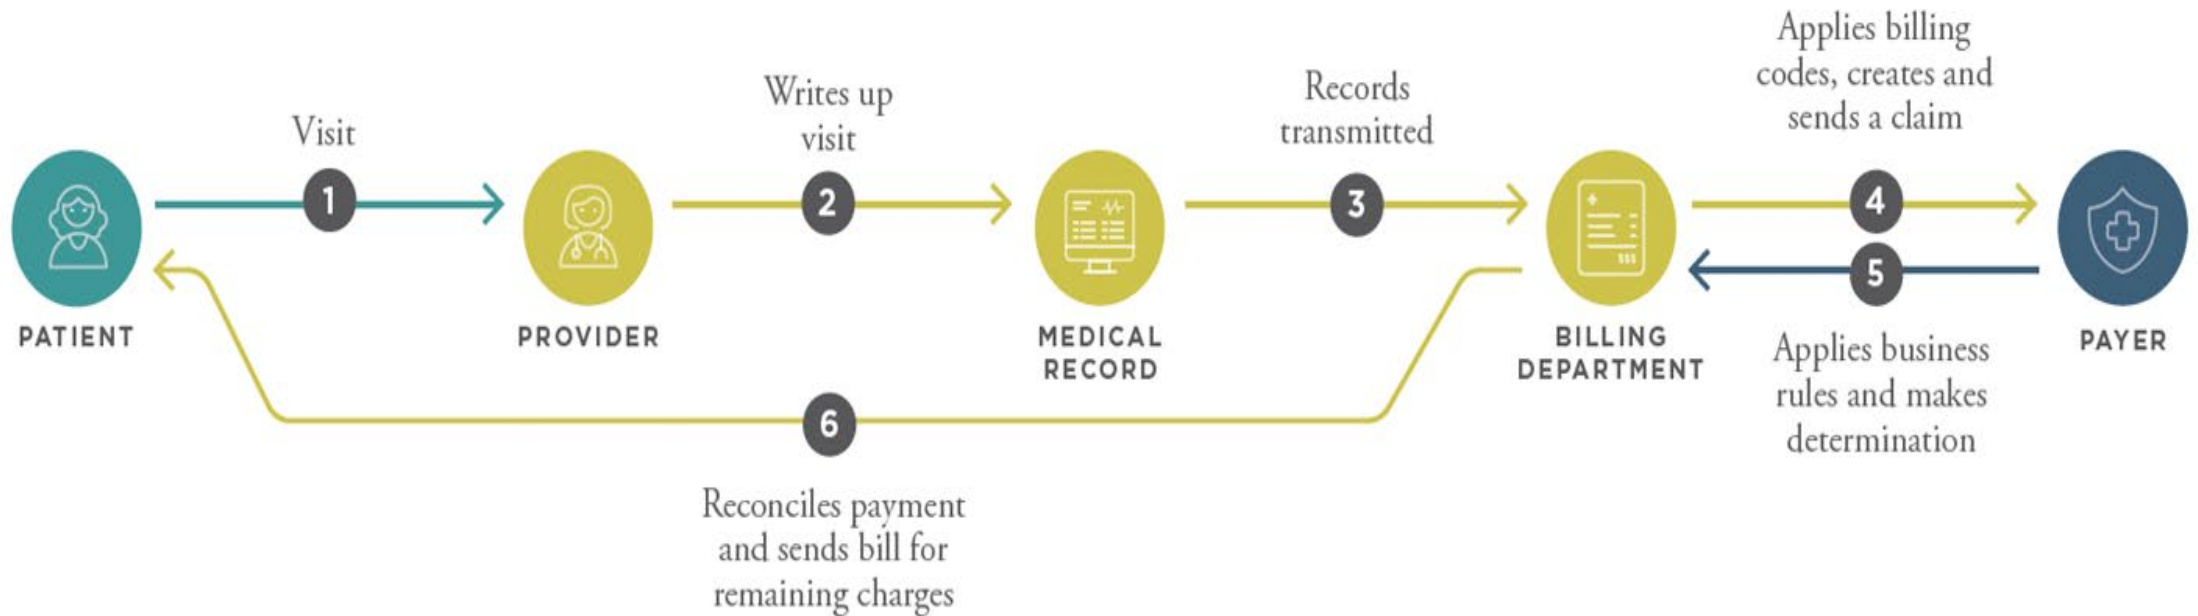 Visit
1
Writes up
visit
2
Records
transmitted
3
Applies billing
codes, creates and
sends a claim
4
5
Applies business
rules and makes
determination
PATIENT
PROVIDER
MEDICAL
RECORD
BILLING
DEPARTMENT
$$$
PAYER
6
Reconciles payment
and sends bill for
remaining charges